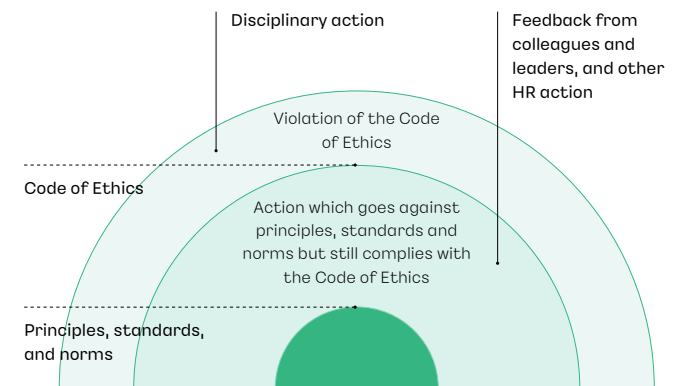 Disciplinary action
Feedback from
colleagues and
leaders, and other
HR action
Violation of the Code
of Ethics
Code of Ethics
Action which goes against
principles, standards and
norms but still complies with
the Code of Ethics
Principles, standards,
and norms